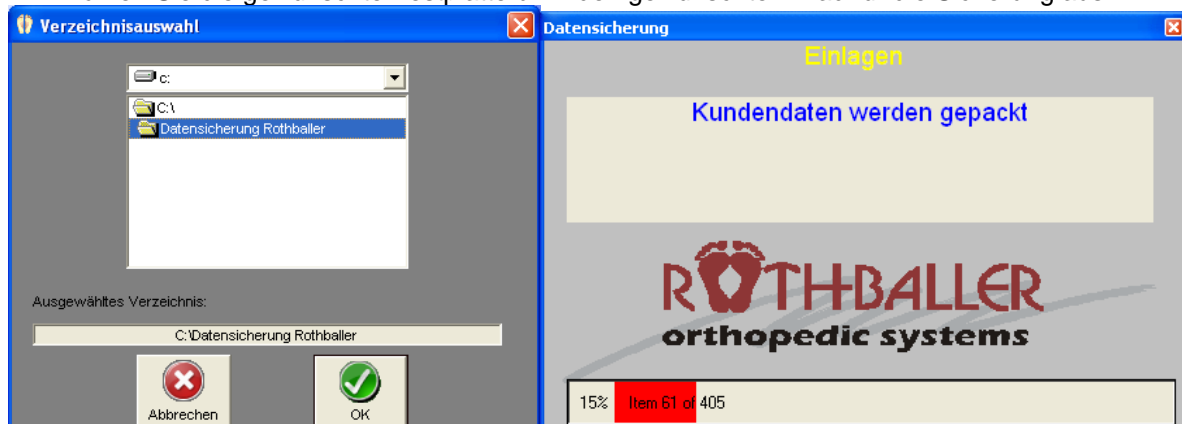 Verzeichnisauswahl
c:
C:\
Datensicherung Rothballer
Ausgewähltes Verzeichnis:
C:\Datensicherung Rothballer
Abbrechen
OK
Datensicherung
Einlagen
Kundendaten werden gepackt
ROTHBALLER
orthopedic systems
15% Item 61 of 405